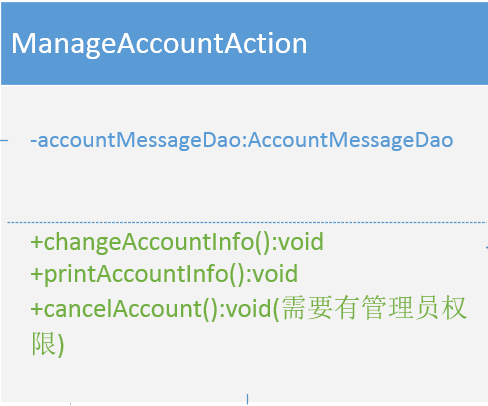 ManageAccountAction
-accountMessageDao:AccountMessageDao
+changeAccountInfo():void
+printAccountInfo():void
+cancelAccount():void(需要有管理员权
限)